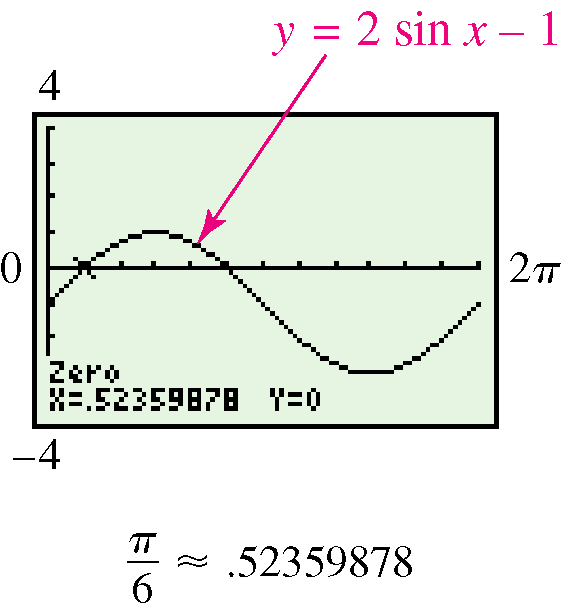 y = 2 sin x – 1
4
0
2π
Zero
X=.52359878 Y=0
–4
π/6 ≈ .52359878